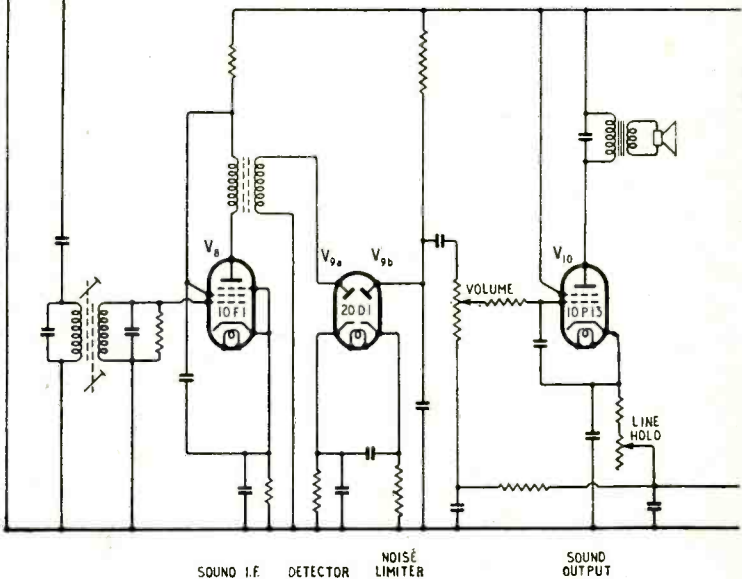 V8
V9a
V9b
V10
10F1
20D1
VOLUME
10P13
LINE
HOLD
SOUND I.F.
DETECTOR
NOISE
LIMITER
SOUND
OUTPUT